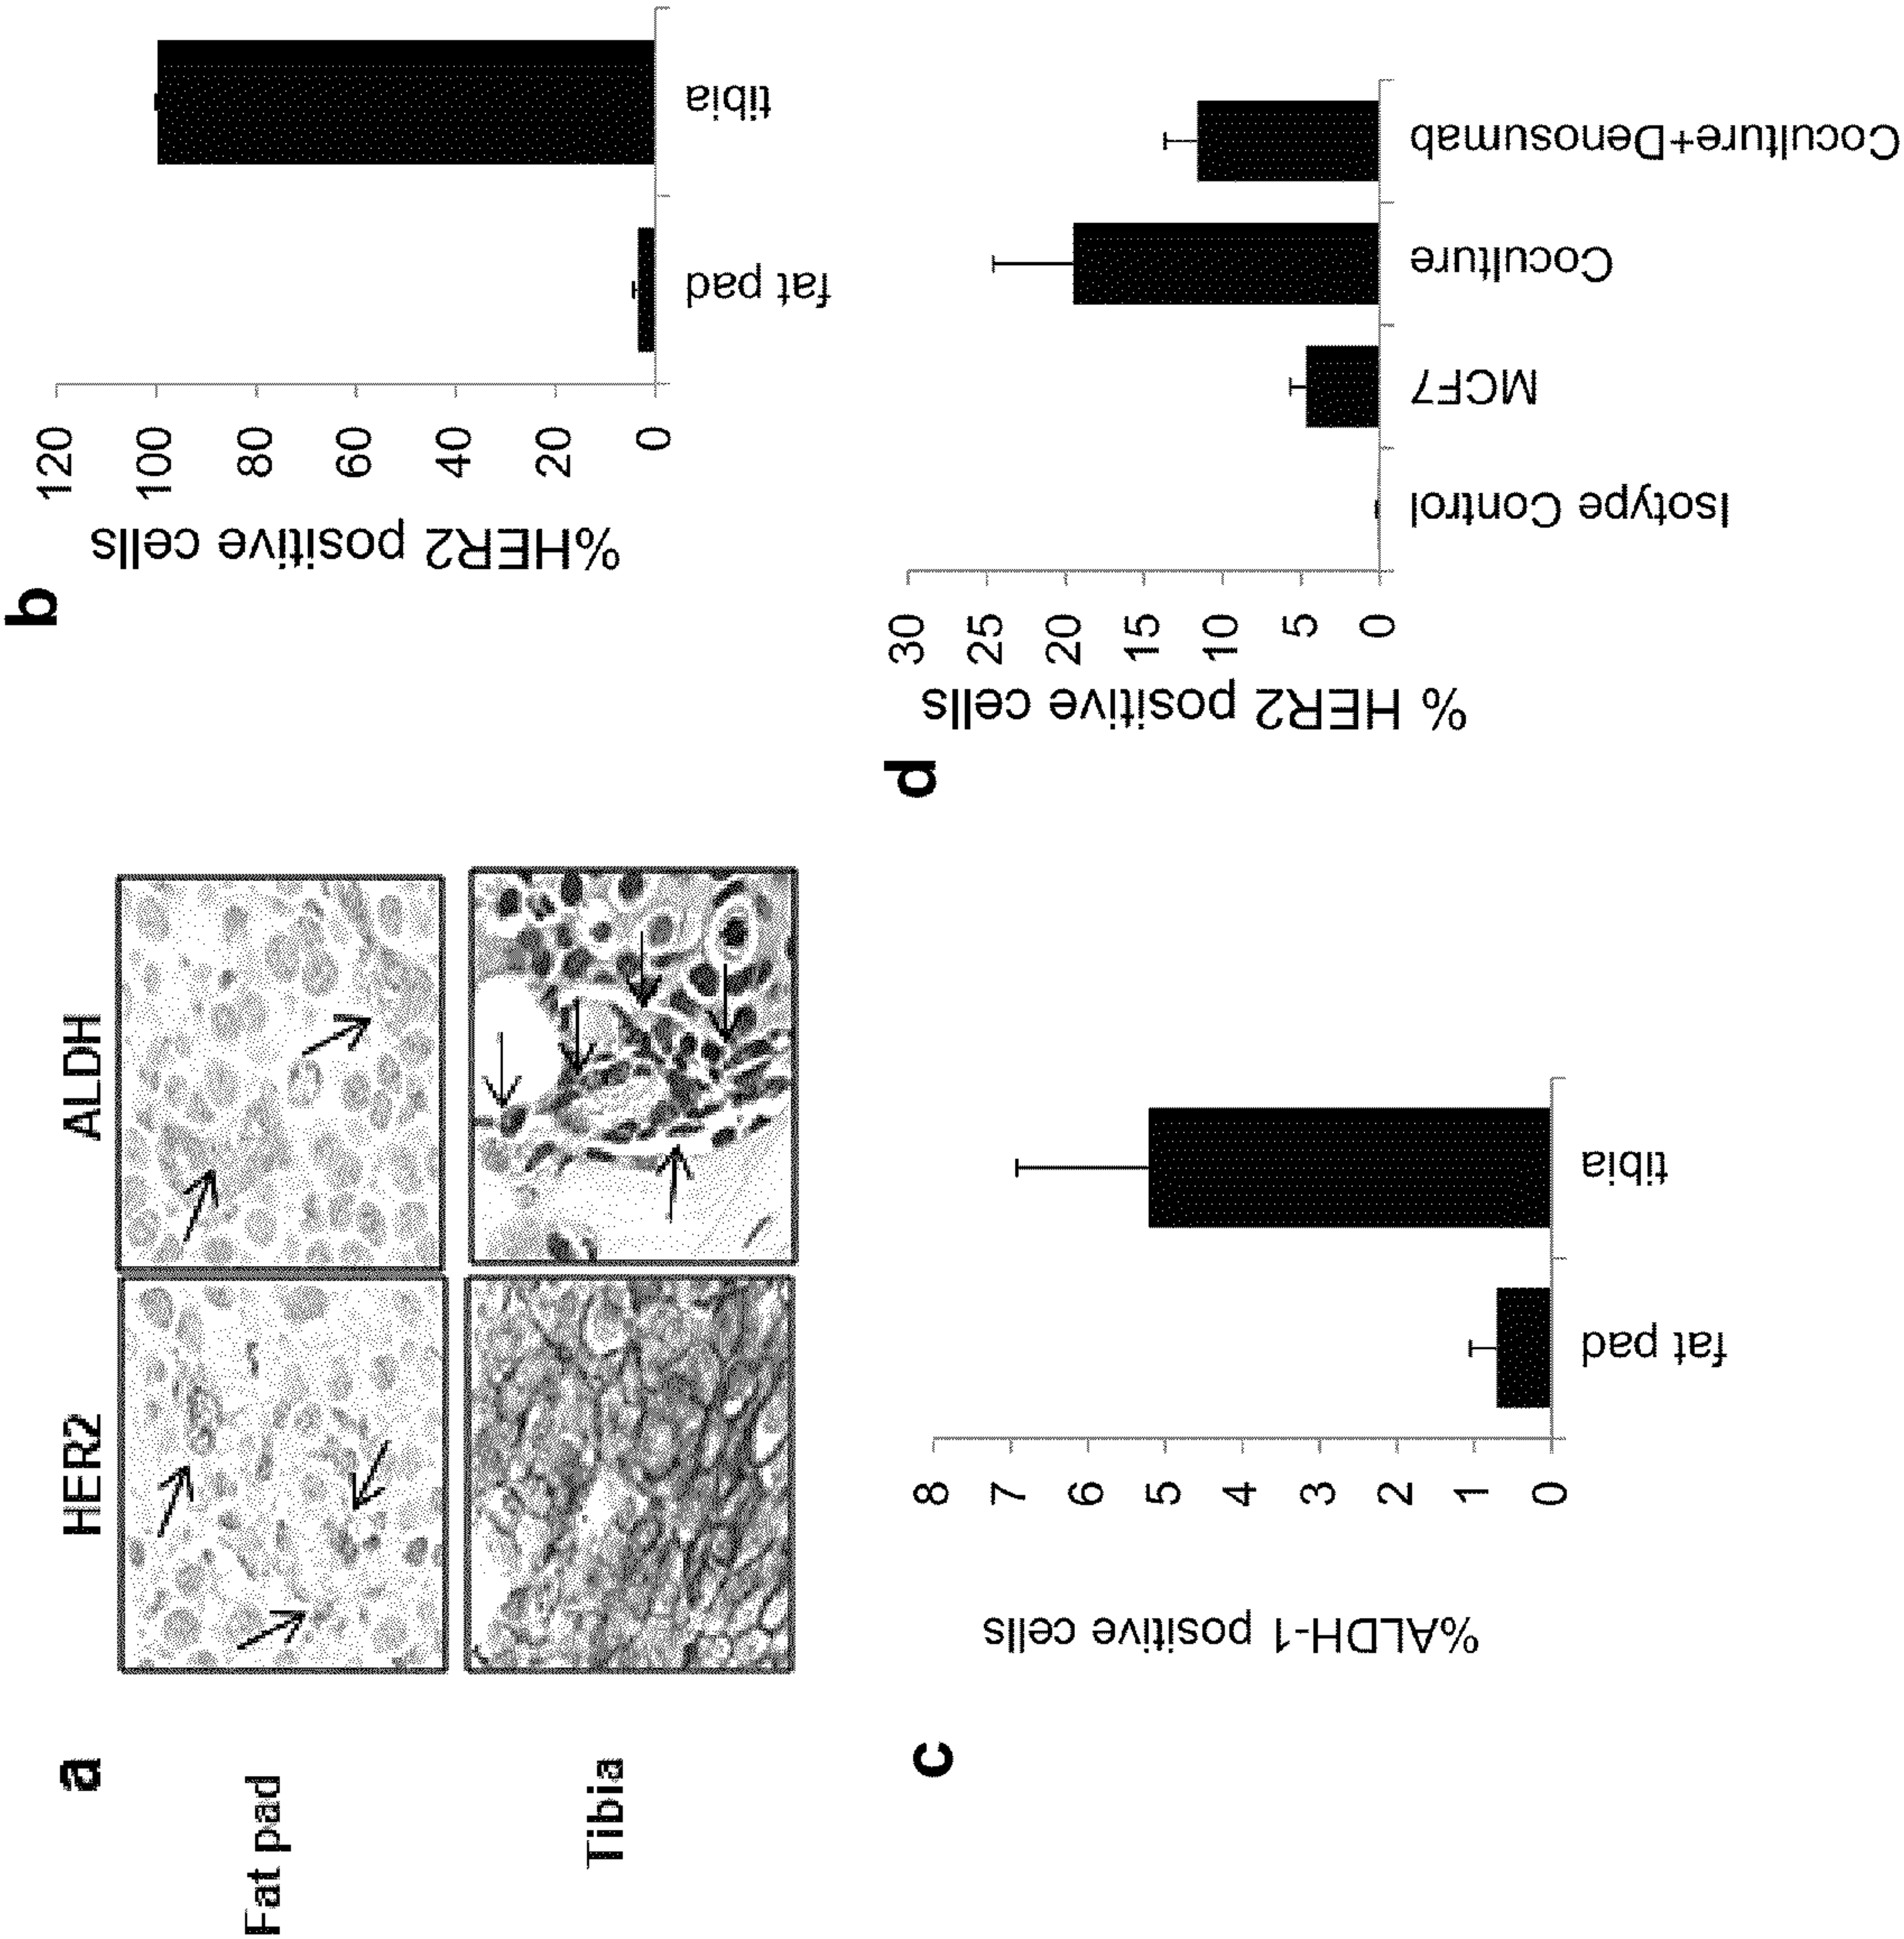 a
HER2
ALDH
Fat pad
Tibia
b
%HER2 positive cells
120
100
80
60
40
20
0
fat pad
tibia
c
%ALDH-1 positive cells
8
7
6
5
4
3
2
1
0
fat pad
tibia
d
% HER2 positive cells
30
25
20
15
10
5
0
Isotype Control
MCF7
Coculture
Coculture+Denosumab